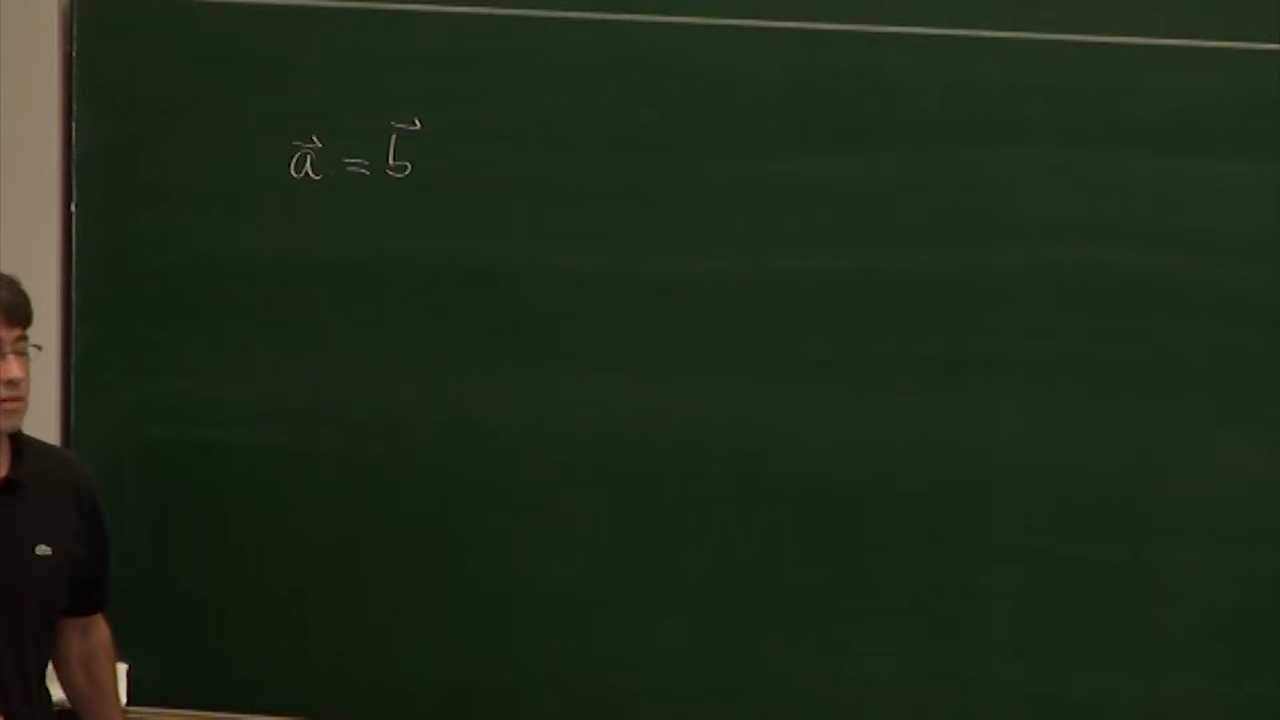 a⃗ = b⃗